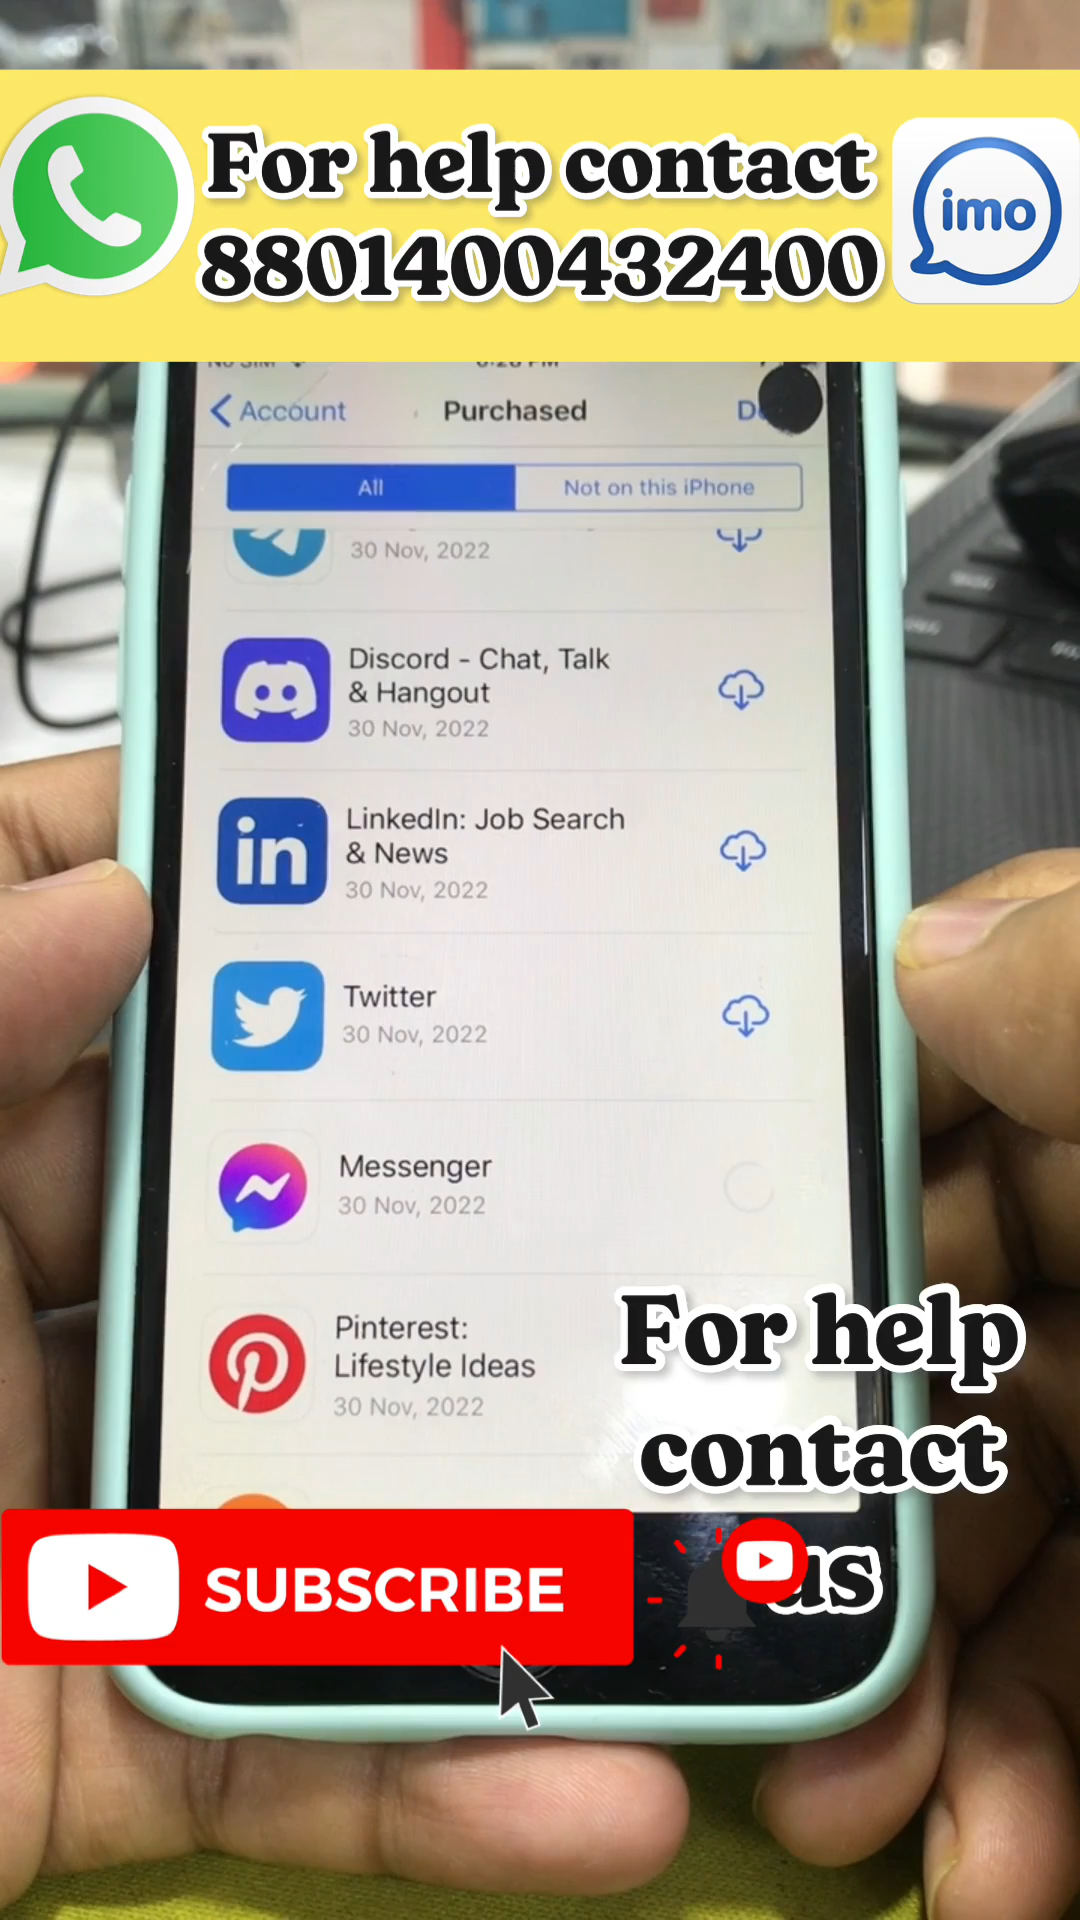 For help contact
8801400432400
imo
Account
Purchased
All
Not on this iPhone
30 Nov, 2022
Discord - Chat, Talk
& Hangout
30 Nov, 2022
in
LinkedIn: Job Search
& News
30 Nov, 2022
Twitter
30 Nov, 2022
Messenger
30 Nov, 2022
Pinterest:
Lifestyle Ideas
30 Nov, 2022
For help
contact
us
SUBSCRIBE